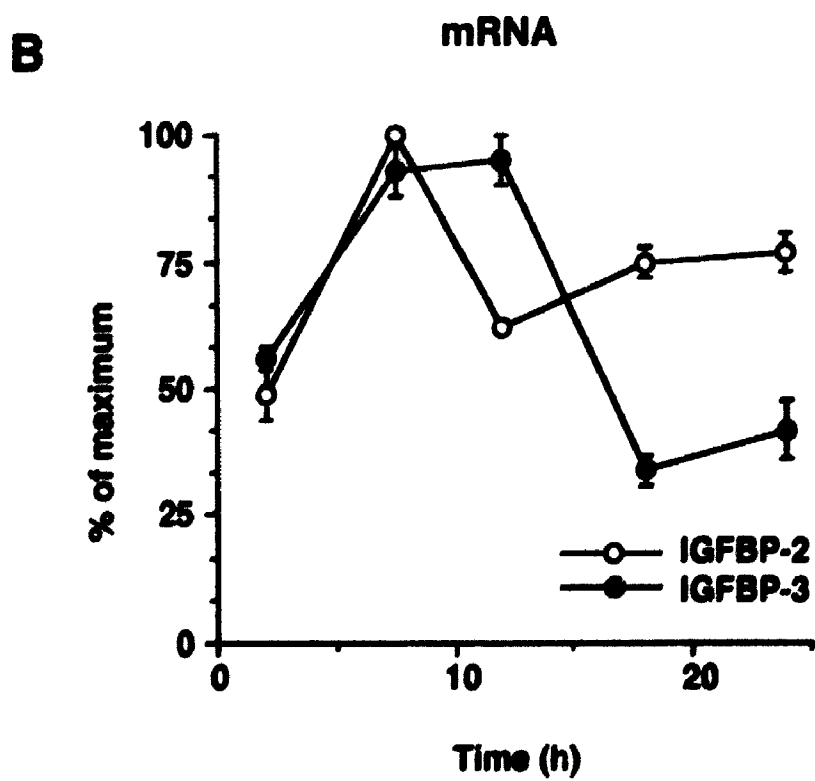 B
mRNA
100
75
50
25
0
% of maximum
IGFBP-2
IGFBP-3
0 10 20
Time (h)